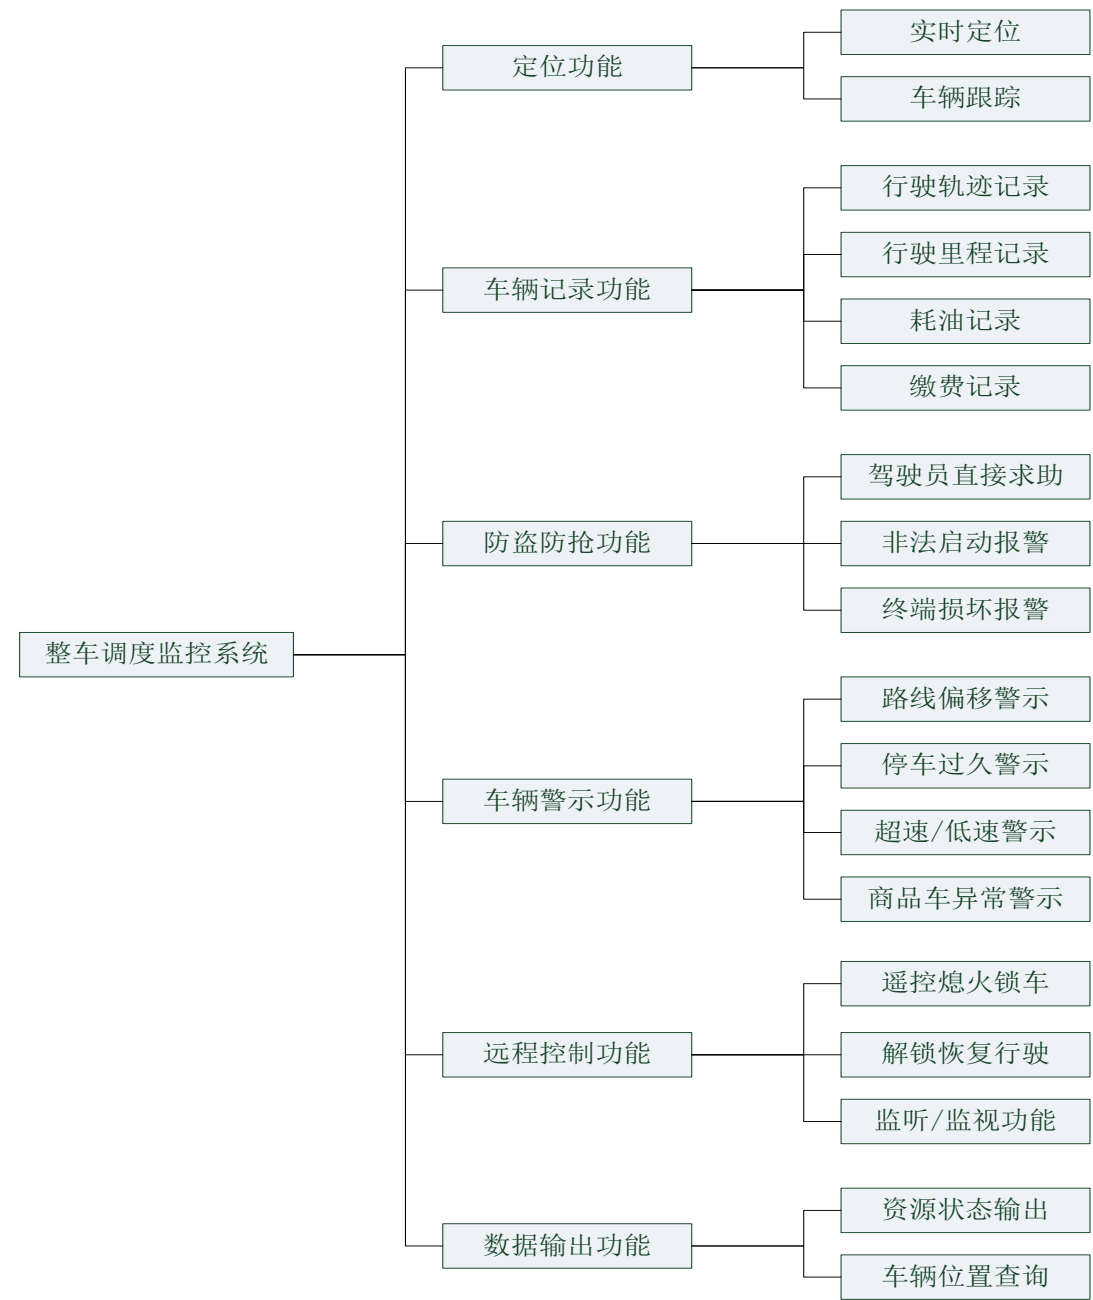 整车调度监控系统
定位功能
实时定位
车辆跟踪
车辆记录功能
行驶轨迹记录
行驶里程记录
耗油记录
缴费记录
防盗防抢功能
驾驶员直接求助
非法启动报警
终端损坏报警
车辆警示功能
路线偏移警示
停车过久警示
超速/低速警示
商品车异常警示
远程控制功能
遥控熄火锁车
解锁恢复行驶
监听/监视功能
数据输出功能
资源状态输出
车辆位置查询